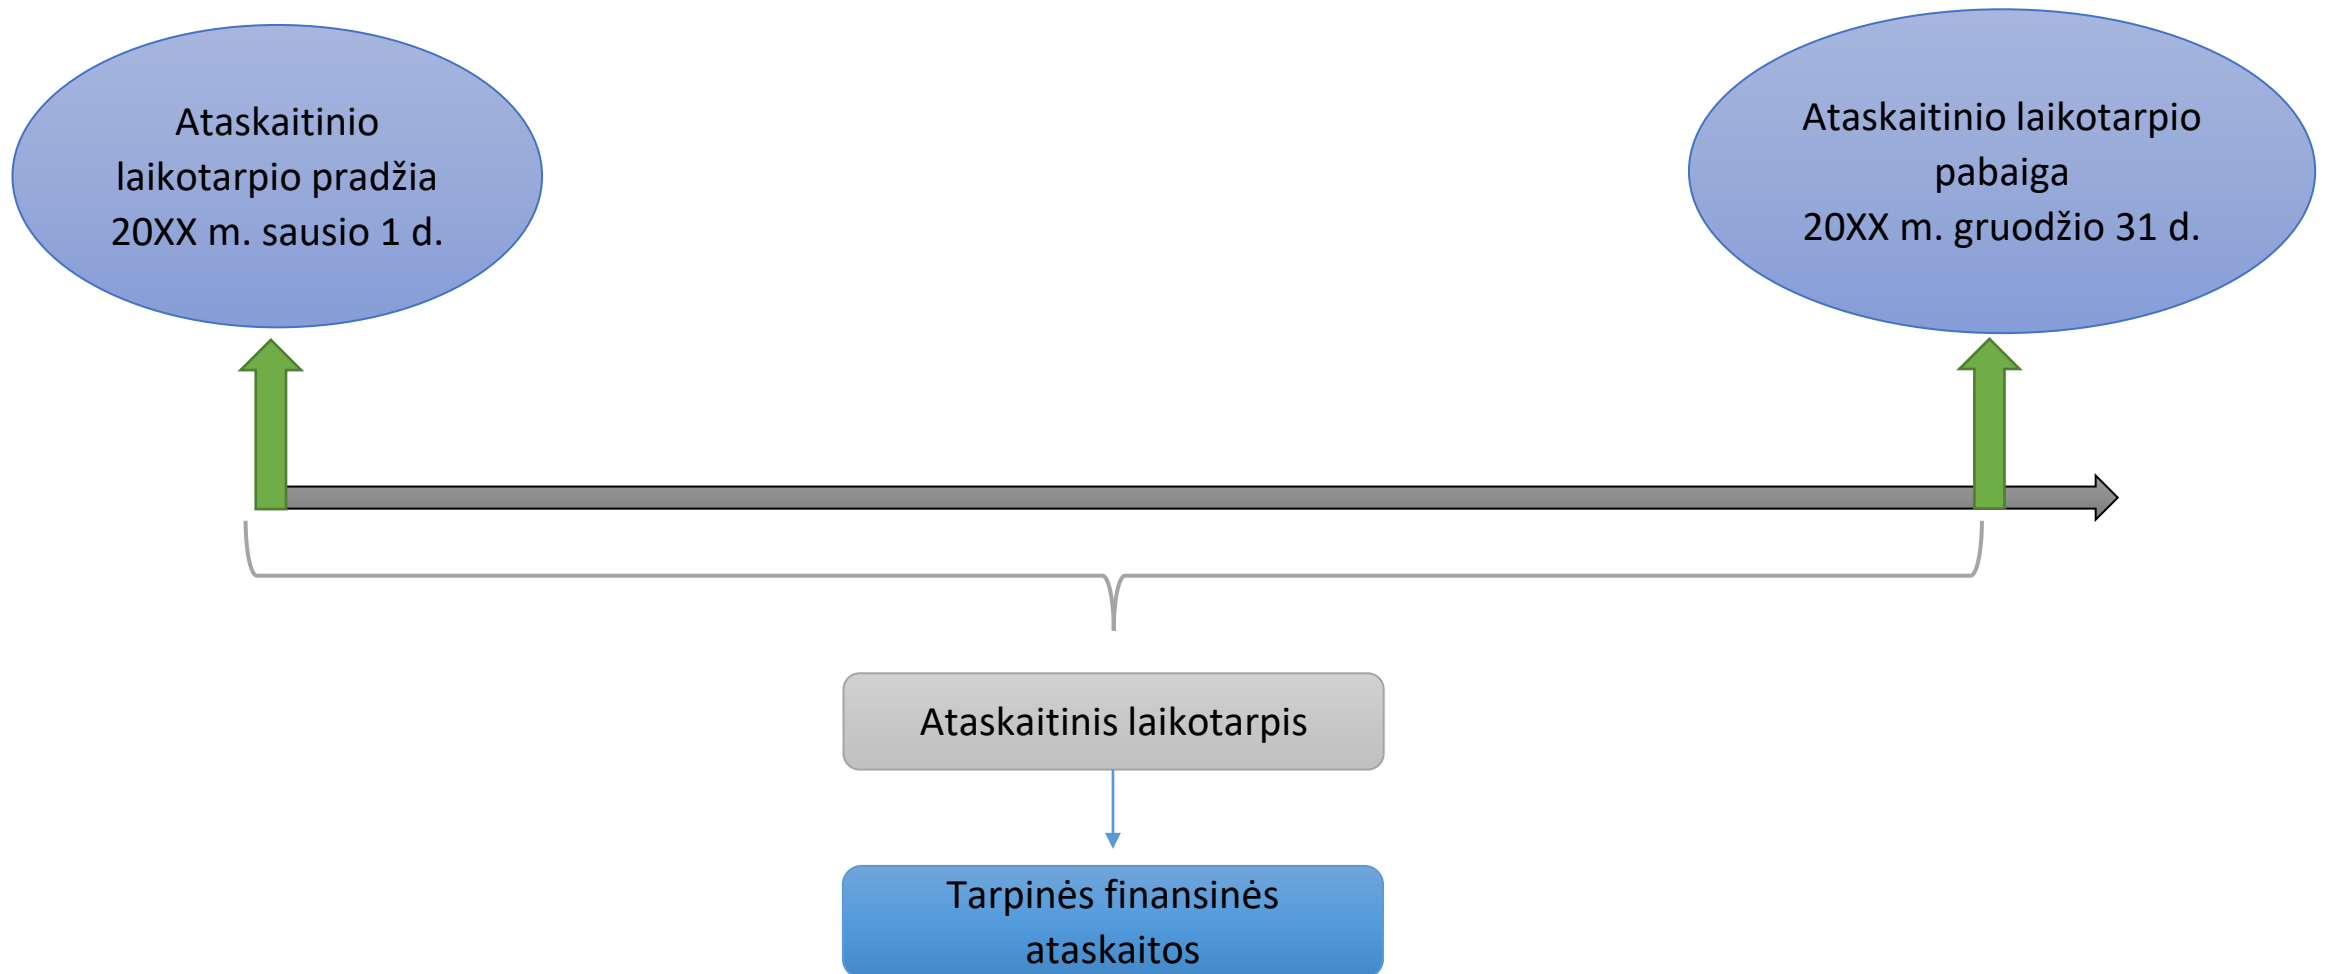 Ataskaitinio
laikotarpio pradžia
20XX m. sausio 1 d.
Ataskaitinio laikotarpio
pabaiga
20XX m. gruodžio 31 d.
Ataskaitinis laikotarpis
Tarpinės finansinės
ataskaitos